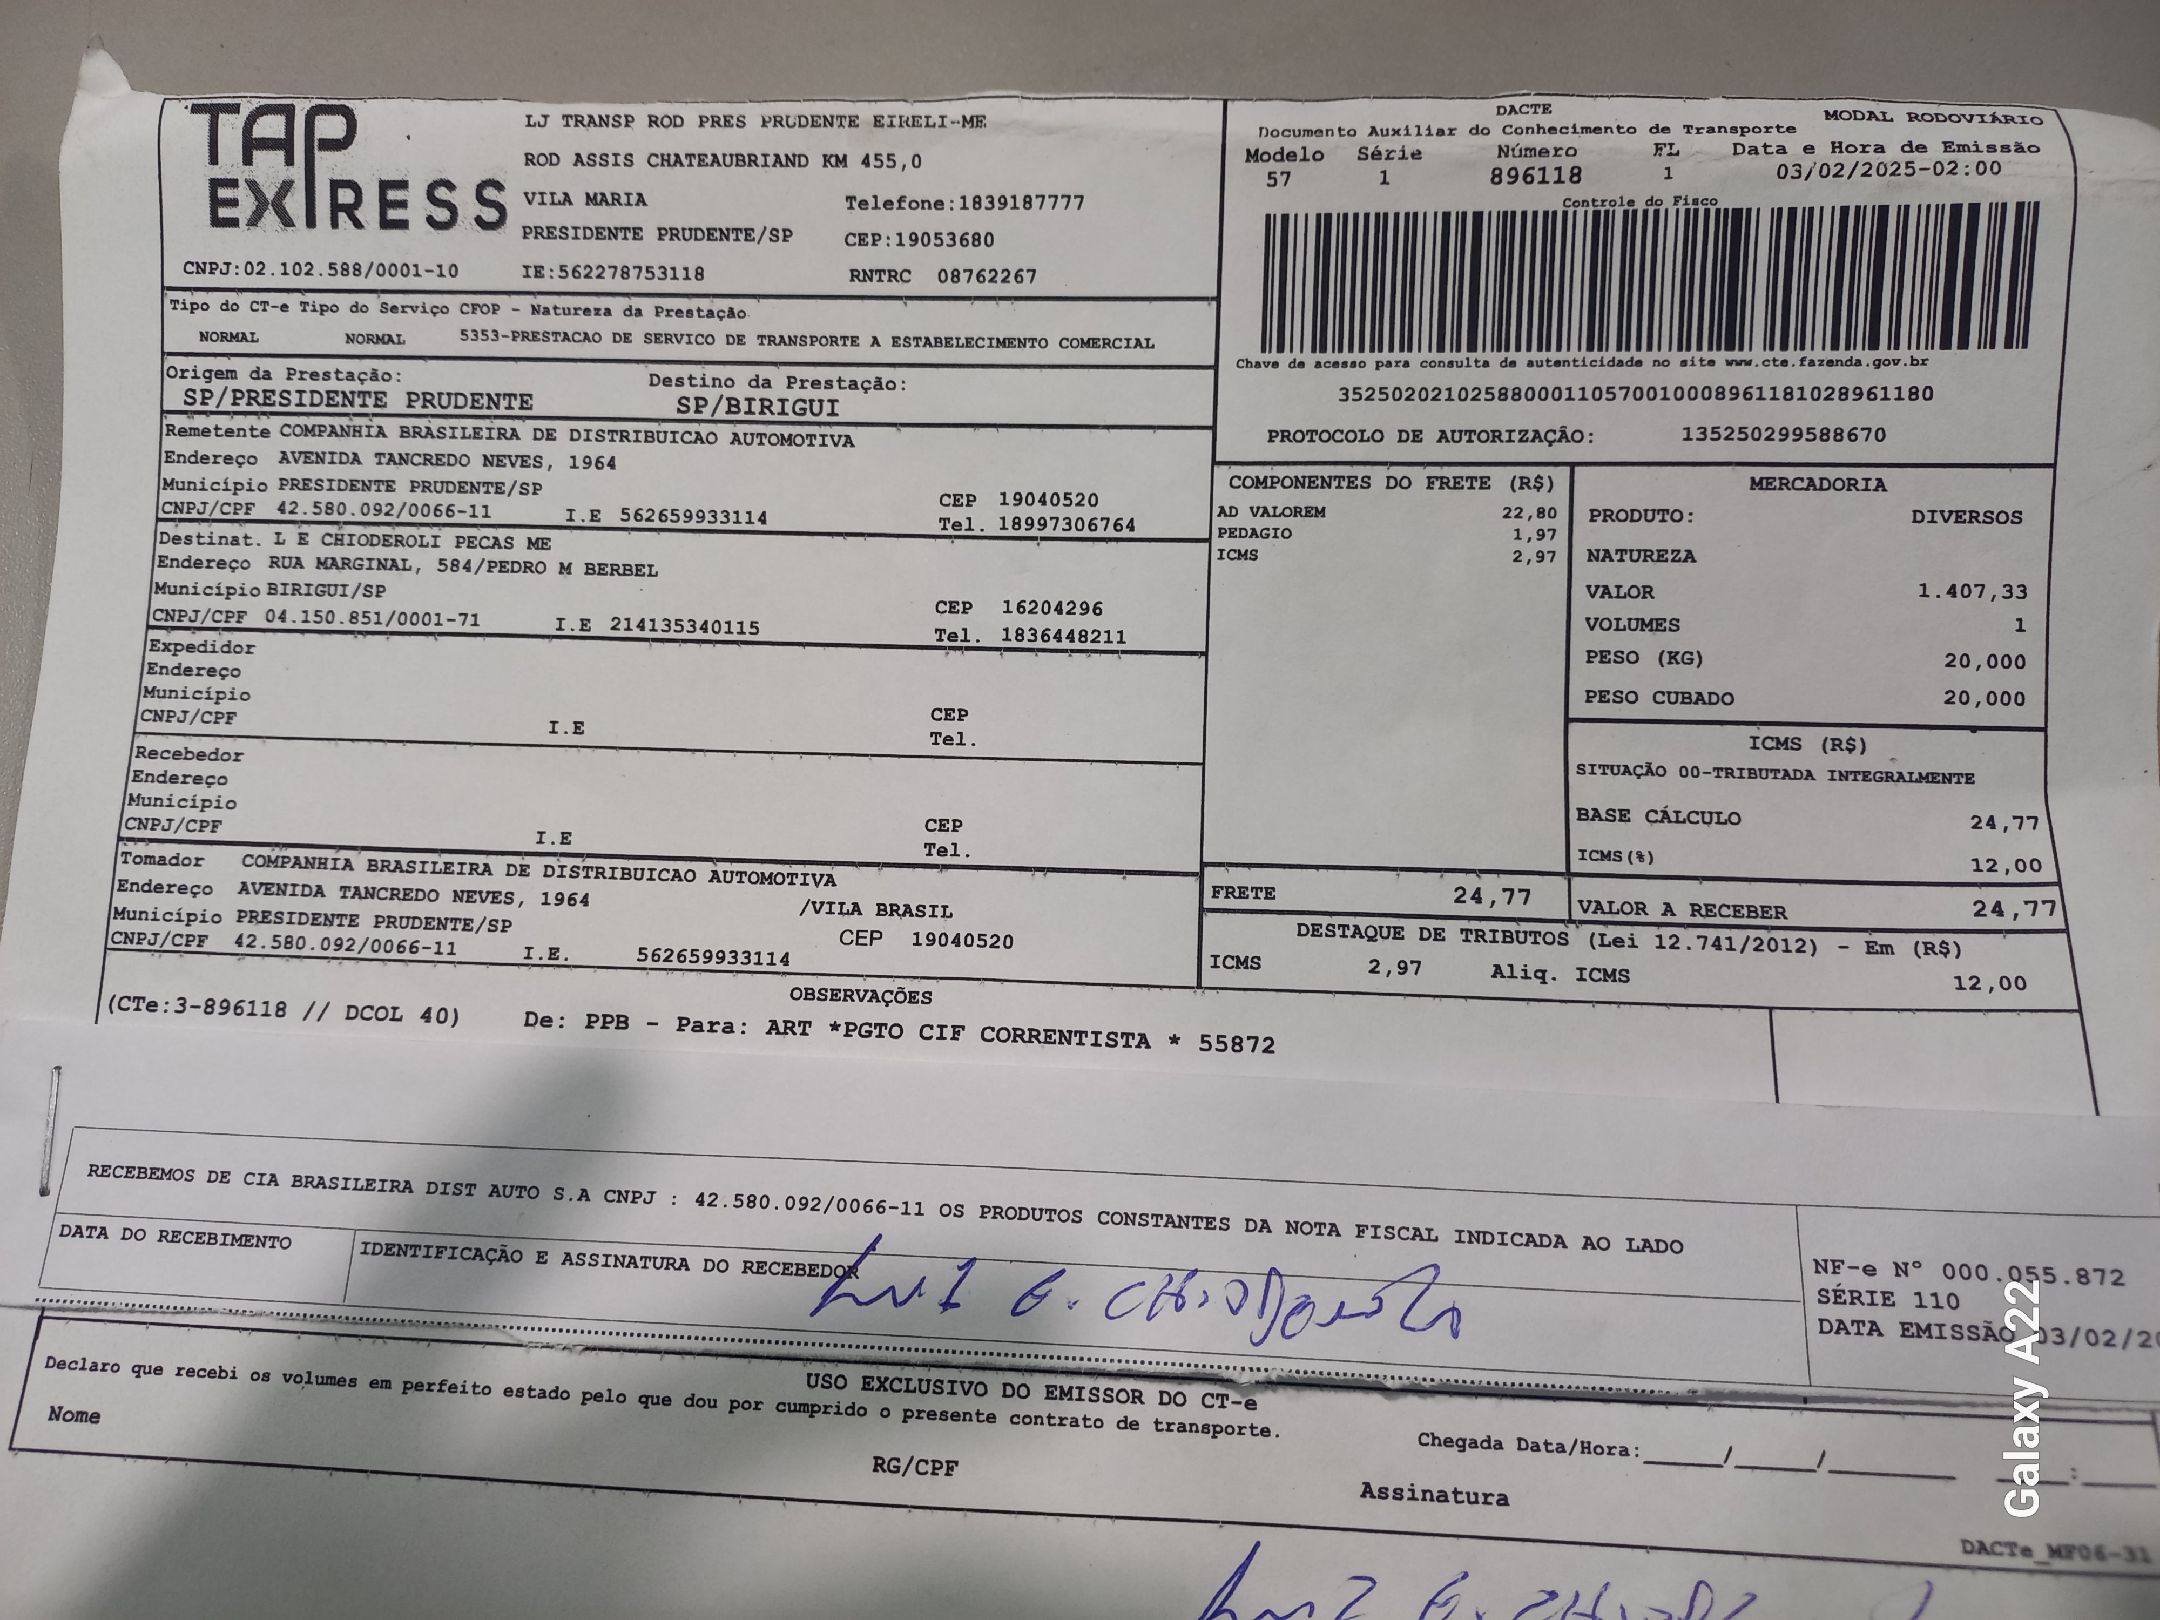 TAP EXPRESS
LJ TRANSP ROD PRES PRUDENTE EIRELI-ME
ROD ASSIS CHATEAUBRIAND KM 455,0
VILA MARIA Telefone:1839187777
PRESIDENTE PRUDENTE/SP CEP:19053680
CNPJ:02.102.588/0001-10 IE:562278753118 RNTRC 08762267
DACTE MODAL RODOVIÁRIO
Documento Auxiliar do Conhecimento de Transporte
Modelo Série Número FL Data e Hora de Emissão
57 1 896118 1 03/02/2025-02:00
Controle do Fisco
Chave de acesso para consulta de autenticidade no site www.cte.fazenda.gov.br
35250202102588000110570010008961181028961180
PROTOCOLO DE AUTORIZAÇÃO: 135250299588670
Tipo do CT-e Tipo do Serviço CFOP - Natureza da Prestação
NORMAL NORMAL 5353-PRESTACAO DE SERVICO DE TRANSPORTE A ESTABELECIMENTO COMERCIAL
Origem da Prestação: Destino da Prestação:
SP/PRESIDENTE PRUDENTE SP/BIRIGUI
Remetente COMPANHIA BRASILEIRA DE DISTRIBUICAO AUTOMOTIVA
Endereço AVENIDA TANCREDO NEVES, 1964
Município PRESIDENTE PRUDENTE/SP CEP 19040520
CNPJ/CPF 42.580.092/0066-11 I.E 562659933114 Tel. 18997306764
Destinat. L E CHIODEROLI PECAS ME
Endereço RUA MARGINAL, 584/PEDRO M BERBEL
Município BIRIGUI/SP CEP 16204296
CNPJ/CPF 04.150.851/0001-71 I.E 214135340115 Tel. 1836448211
Expedidor
Endereço
Município CEP
CNPJ/CPF I.E Tel.
Recebedor
Endereço
Município CEP
CNPJ/CPF I.E Tel.
Tomador COMPANHIA BRASILEIRA DE DISTRIBUICAO AUTOMOTIVA
Endereço AVENIDA TANCREDO NEVES, 1964 /VILA BRASIL
Município PRESIDENTE PRUDENTE/SP CEP 19040520
CNPJ/CPF 42.580.092/0066-11 I.E. 562659933114
COMPONENTES DO FRETE (R$)
AD VALOREM 22,80
PEDAGIO 1,97
ICMS 2,97
MERCADORIA
PRODUTO: DIVERSOS
NATUREZA
VALOR 1.407,33
VOLUMES 1
PESO (KG) 20,000
PESO CUBADO 20,000
ICMS (R$)
SITUAÇÃO 00-TRIBUTADA INTEGRALMENTE
BASE CÁLCULO 24,77
ICMS(%) 12,00
FRETE 24,77 VALOR A RECEBER 24,77
DESTAQUE DE TRIBUTOS (Lei 12.741/2012) - Em (R$)
ICMS 2,97 Aliq. ICMS 12,00
OBSERVAÇÕES
(CTe:3-896118 // DCOL 40) De: PPB - Para: ART *PGTO CIF CORRENTISTA * 55872
RECEBEMOS DE CIA BRASILEIRA DIST AUTO S.A CNPJ : 42.580.092/0066-11 OS PRODUTOS CONSTANTES DA NOTA FISCAL INDICADA AO LADO
DATA DO RECEBIMENTO IDENTIFICAÇÃO E ASSINATURA DO RECEBEDOR
NF-e N° 000.055.872
SÉRIE 110
DATA EMISSÃO 03/02/20
USO EXCLUSIVO DO EMISSOR DO CT-e
Declaro que recebi os volumes em perfeito estado pelo que dou por cumprido o presente contrato de transporte.
Nome RG/CPF Assinatura Chegada Data/Hora:____/____/______ ____:____
DACTe_MF06-31
Galaxy A22